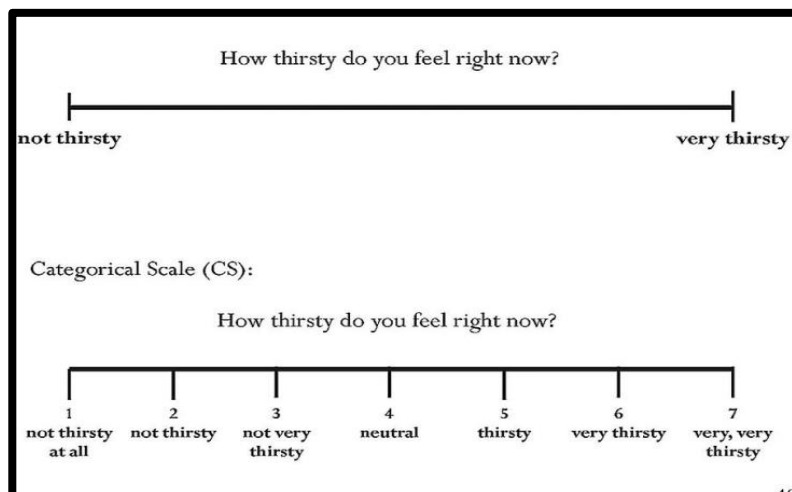 How thirsty do you feel right now?
not thirsty very thirsty
Categorical Scale (CS):
How thirsty do you feel right now?
1 2 3 4 5 6 7
not thirsty not thirsty not very neutral thirsty very thirsty very, very
at all thirsty thirsty